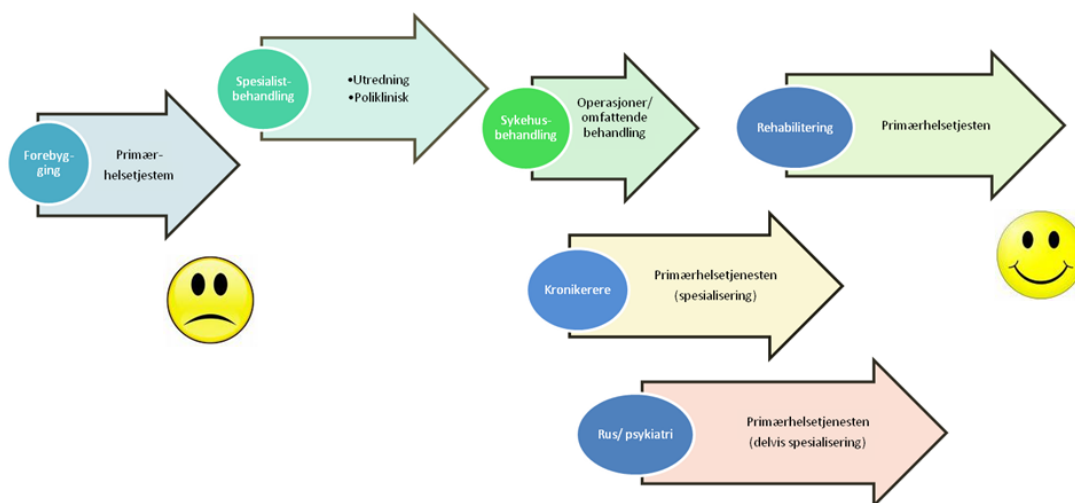 Forebyg-
ging
Primær-
helsetjestem
Spesialist-
behandling
•Utredning
•Poliklinisk
Sykehus-
behandling
Operasjoner/
omfattende
behandling
Rehabilitering
Primærhelsetjesten
Kronikerere
Primærhelsetjenesten
(spesialisering)
Rus/ psykiatri
Primærhelsetjenesten
(delvis spesialisering)